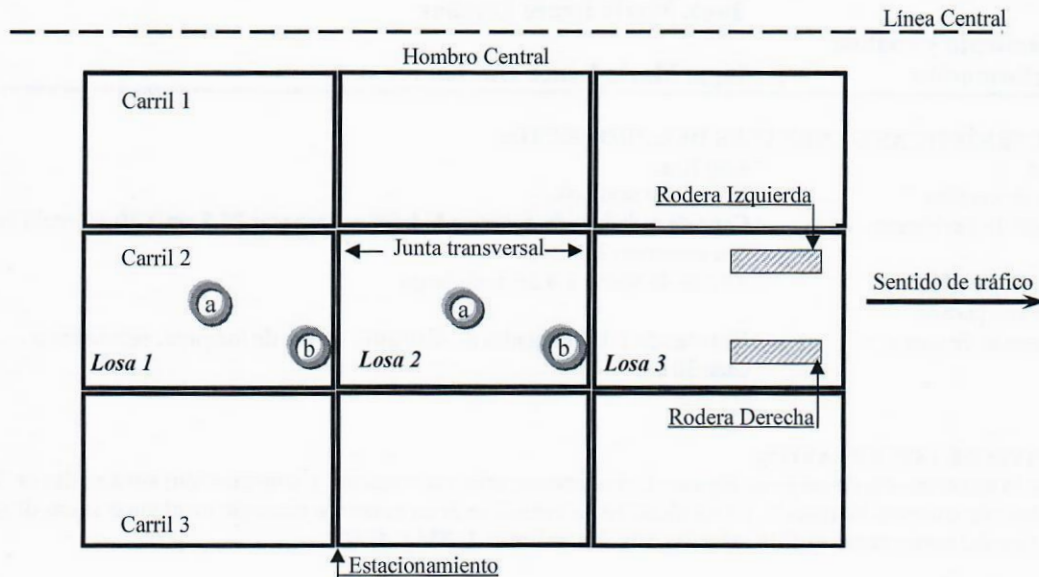 Línea Central
Hombro Central
Carril 1
Rodera Izquierda
Carril 2
Junta transversal
Sentido de tráfico
a
a
b
b
Losa 1
Losa 2
Losa 3
Rodera Derecha
Carril 3
Estacionamiento